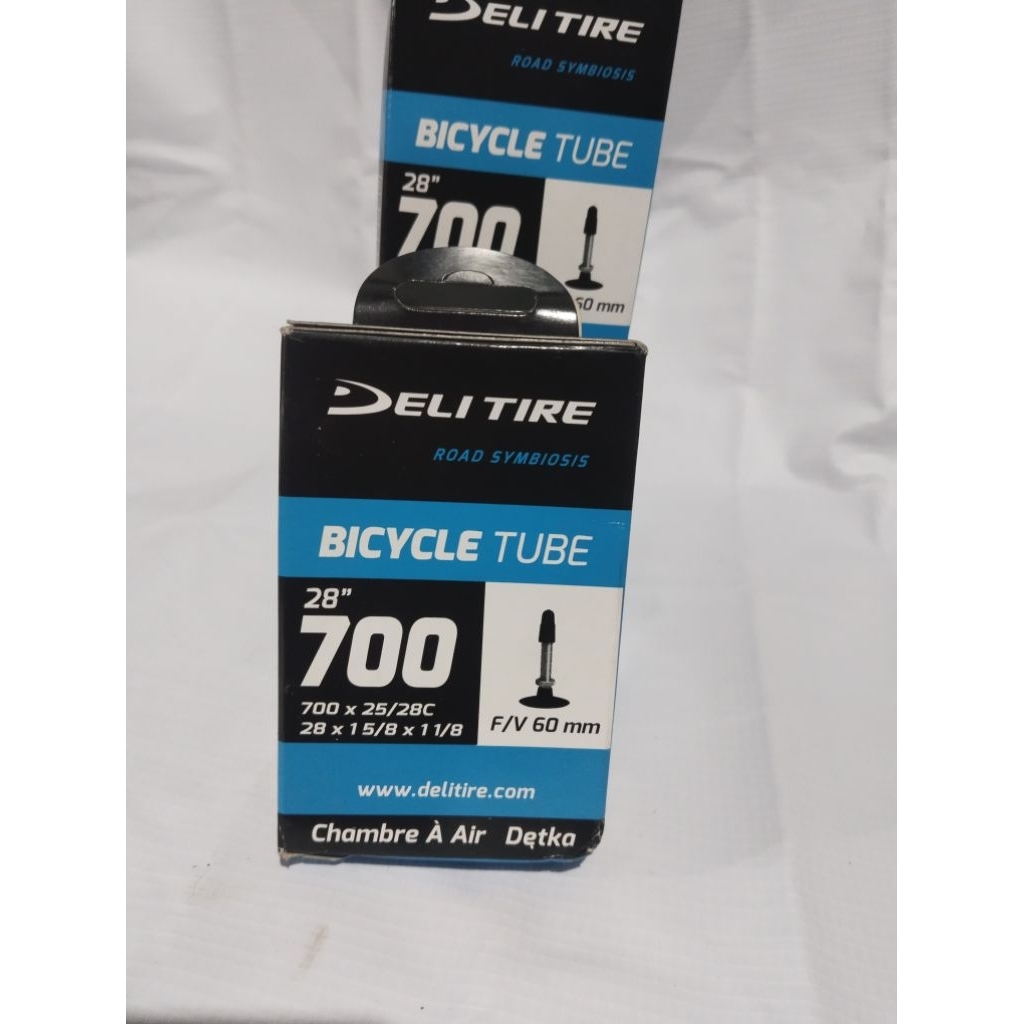 DELI TIRE
ROAD SYMBIOSIS
BICYCLE TUBE
28”
700
60 mm
DELI TIRE
ROAD SYMBIOSIS
BICYCLE TUBE
28”
700
700 x 25/28C
28 x 1 5/8 x 1 1/8
F/V 60 mm
www.delitire.com
Chambre À Air Dętka